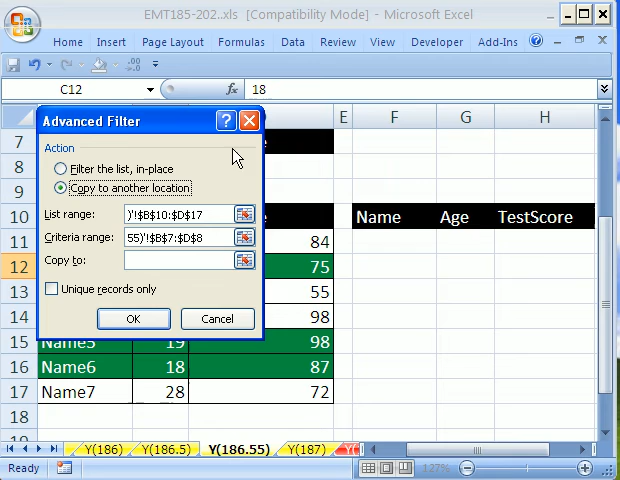 EMT185-202..xls [Compatibility Mode] - Microsoft Excel
Home Insert Page Layout Formulas Data Review View Developer Add-Ins
C12 fx 18
Advanced Filter
Action
Filter the list, in-place
Copy to another location
List range: )'!$B$10:$D$17
Criteria range: 55)'!$B$7:$D$8
Copy to:
Unique records only
OK Cancel
E F G H
7
8
9
10 Name Age TestScore
11 84
12 75
13 55
14 98
15 Name5 19 98
16 Name6 18 87
17 Name7 28 72
18
Y(186) Y(186.5) Y(186.55) Y(187)
Ready 127%